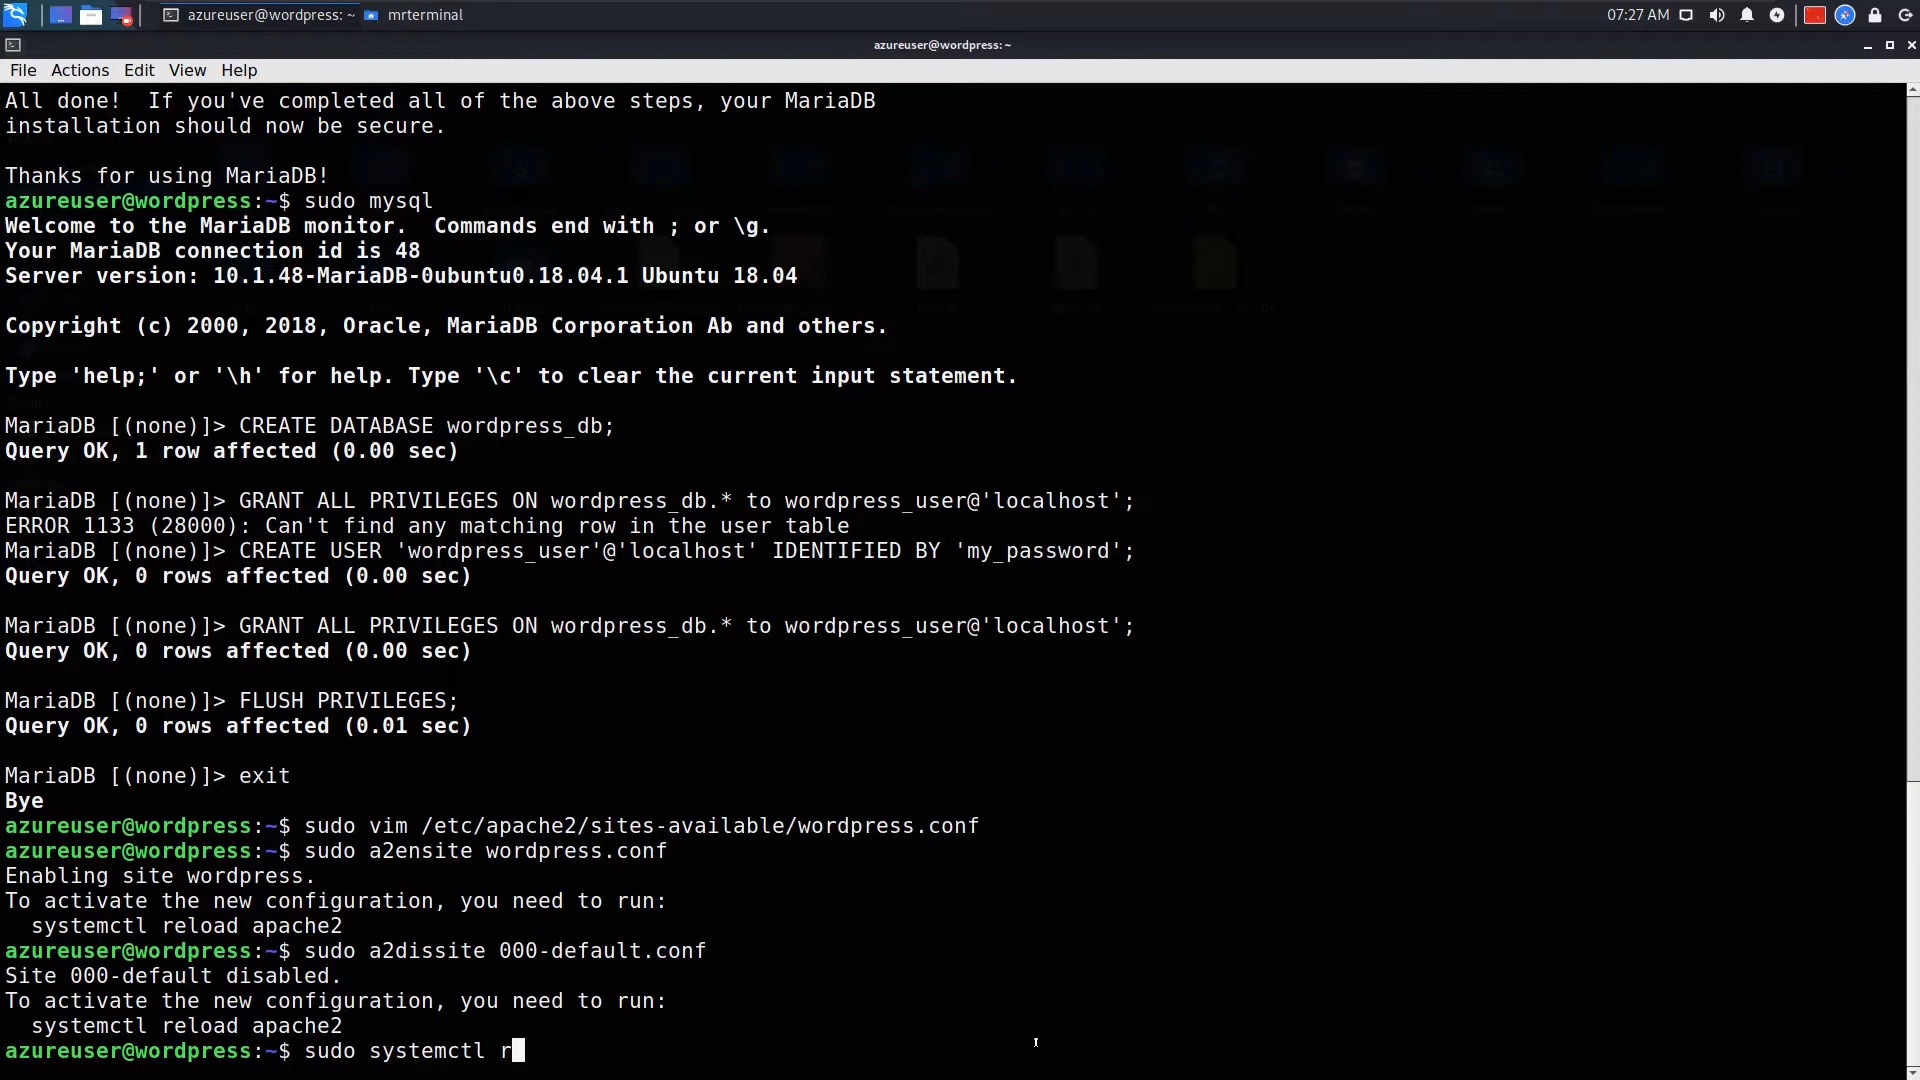 azureuser@wordpress: ~
mrterminal
07:27 AM
azureuser@wordpress: ~
File Actions Edit View Help
All done!  If you've completed all of the above steps, your MariaDB
installation should now be secure.
Thanks for using MariaDB!
azureuser@wordpress:~$ sudo mysql
Welcome to the MariaDB monitor.  Commands end with ; or \g.
Your MariaDB connection id is 48
Server version: 10.1.48-MariaDB-0ubuntu0.18.04.1 Ubuntu 18.04
Copyright (c) 2000, 2018, Oracle, MariaDB Corporation Ab and others.
Type 'help;' or '\h' for help. Type '\c' to clear the current input statement.
MariaDB [(none)]> CREATE DATABASE wordpress_db;
Query OK, 1 row affected (0.00 sec)
MariaDB [(none)]> GRANT ALL PRIVILEGES ON wordpress_db.* to wordpress_user@'localhost';
ERROR 1133 (28000): Can't find any matching row in the user table
MariaDB [(none)]> CREATE USER 'wordpress_user'@'localhost' IDENTIFIED BY 'my_password';
Query OK, 0 rows affected (0.00 sec)
MariaDB [(none)]> GRANT ALL PRIVILEGES ON wordpress_db.* to wordpress_user@'localhost';
Query OK, 0 rows affected (0.00 sec)
MariaDB [(none)]> FLUSH PRIVILEGES;
Query OK, 0 rows affected (0.01 sec)
MariaDB [(none)]> exit
Bye
azureuser@wordpress:~$ sudo vim /etc/apache2/sites-available/wordpress.conf
azureuser@wordpress:~$ sudo a2ensite wordpress.conf
Enabling site wordpress.
To activate the new configuration, you need to run:
  systemctl reload apache2
azureuser@wordpress:~$ sudo a2dissite 000-default.conf
Site 000-default disabled.
To activate the new configuration, you need to run:
  systemctl reload apache2
azureuser@wordpress:~$ sudo systemctl r